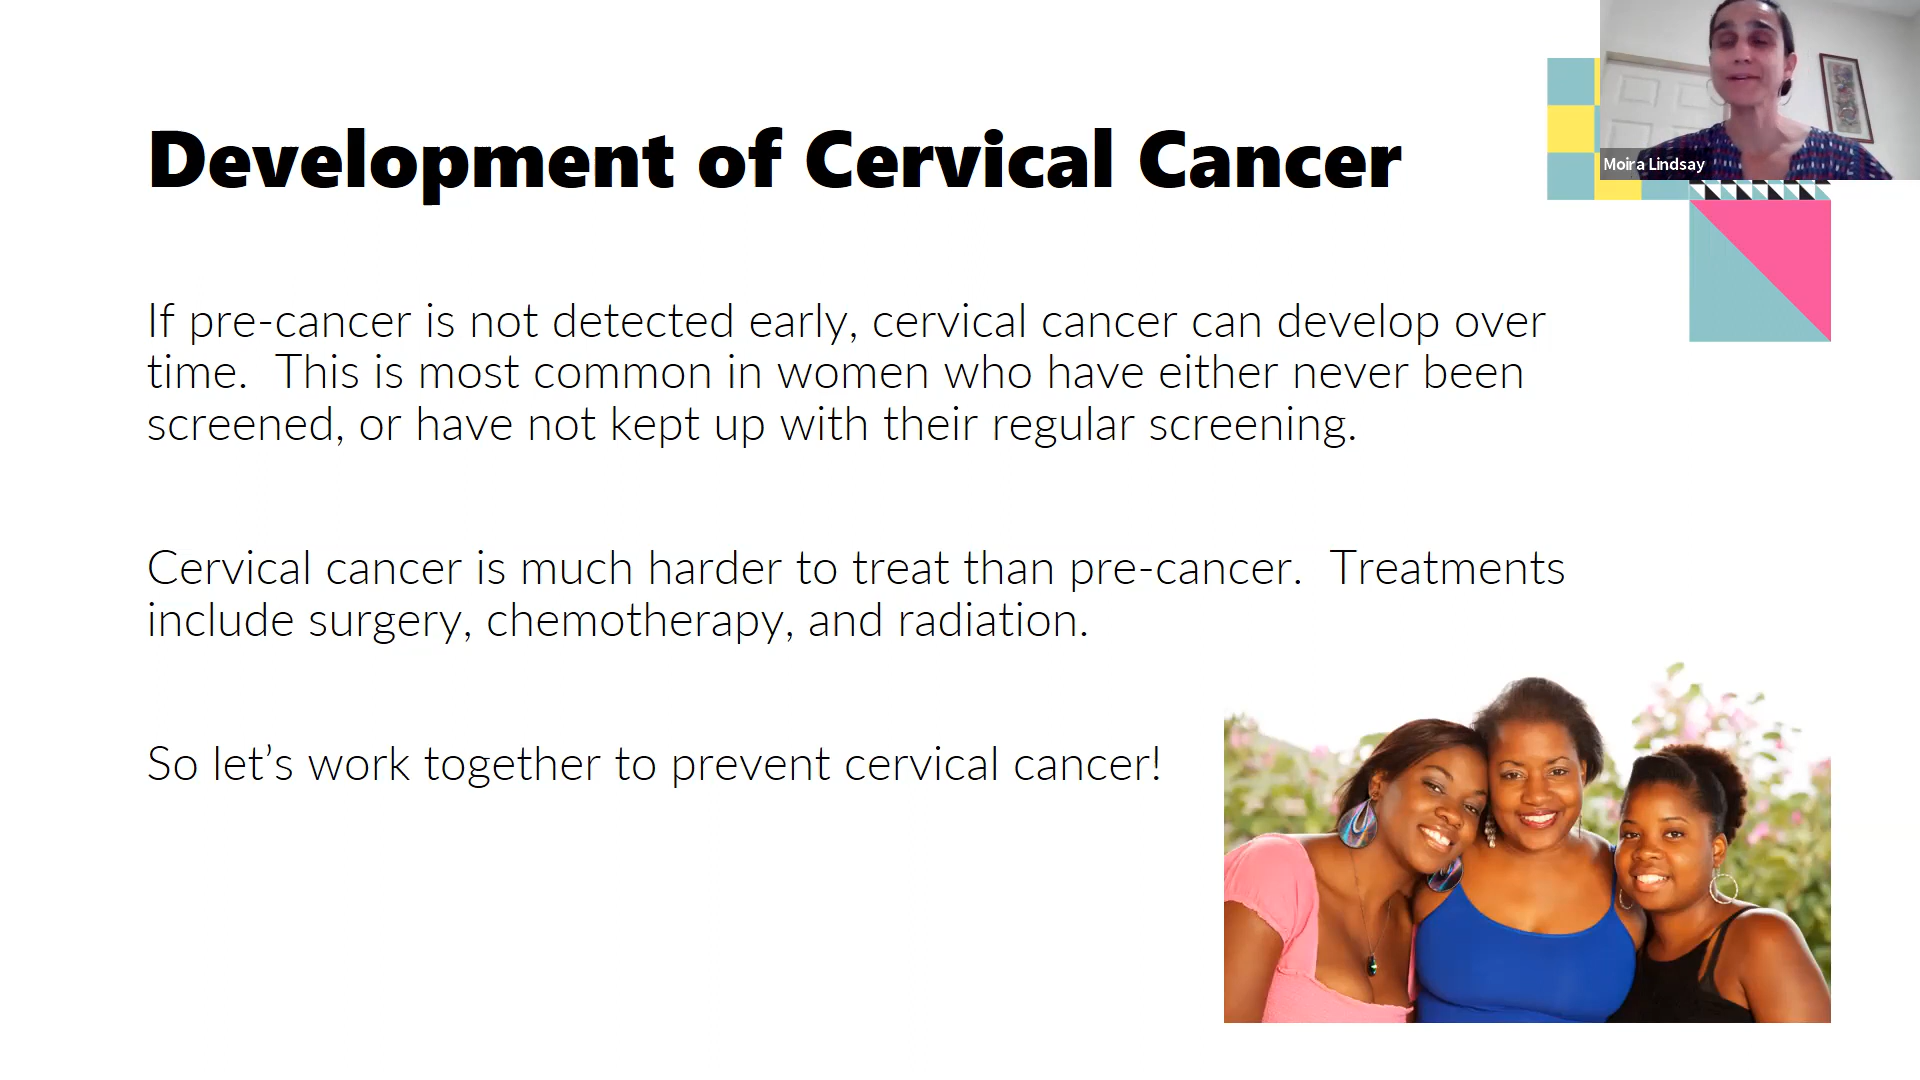 Development of Cervical Cancer
Moira Lindsay
If pre-cancer is not detected early, cervical cancer can develop over
time.  This is most common in women who have either never been
screened, or have not kept up with their regular screening.
Cervical cancer is much harder to treat than pre-cancer.  Treatments
include surgery, chemotherapy, and radiation.
So let’s work together to prevent cervical cancer!